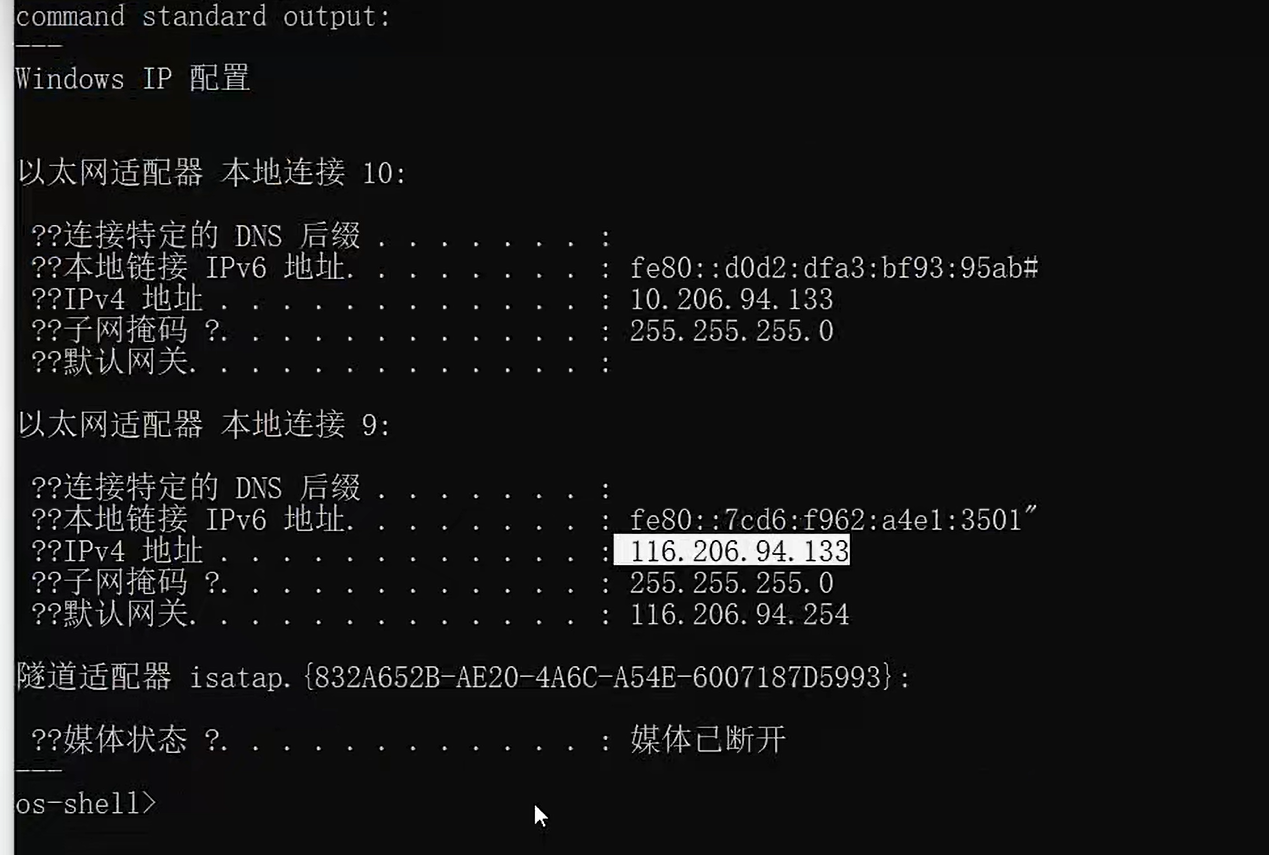 command standard output:
---
Windows IP 配置
以太网适配器 本地连接 10:
??连接特定的 DNS 后缀 . . . . . . . :
??本地链接 IPv6 地址. . . . . . . . : fe80::d0d2:dfa3:bf93:95ab#
??IPv4 地址 . . . . . . . . . . . . : 10.206.94.133
??子网掩码 ?. . . . . . . . . . . . : 255.255.255.0
??默认网关. . . . . . . . . . . . . :
以太网适配器 本地连接 9:
??连接特定的 DNS 后缀 . . . . . . . :
??本地链接 IPv6 地址. . . . . . . . : fe80::7cd6:f962:a4e1:3501"
??IPv4 地址 . . . . . . . . . . . . : 116.206.94.133
??子网掩码 ?. . . . . . . . . . . . : 255.255.255.0
??默认网关. . . . . . . . . . . . . : 116.206.94.254
隧道适配器 isatap.{832A652B-AE20-4A6C-A54E-6007187D5993}:
??媒体状态 ?. . . . . . . . . . . . : 媒体已断开
---
os-shell>